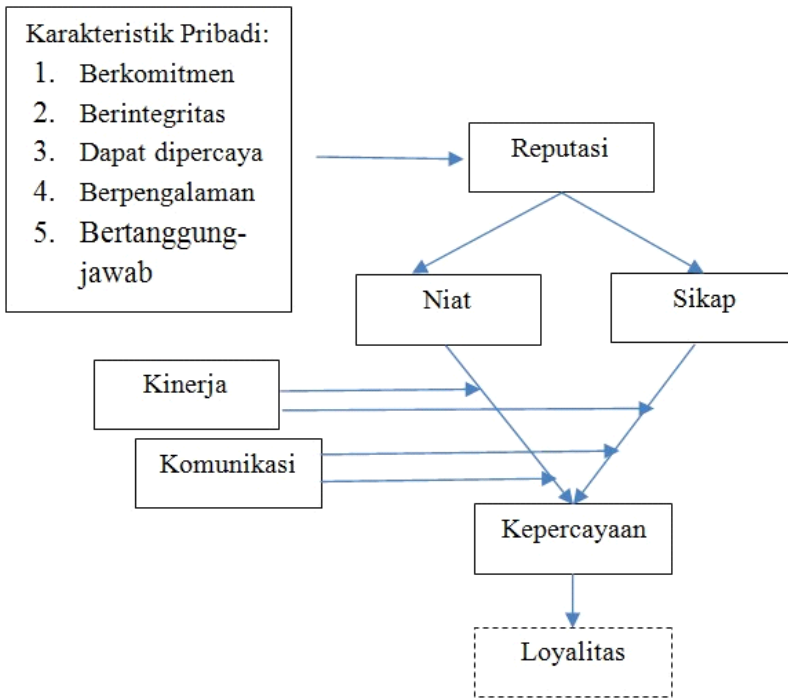 Karakteristik Pribadi:
1. Berkomitmen
2. Berintegritas
3. Dapat dipercaya
4. Berpengalaman
5. Bertanggung-
jawab
Reputasi
Niat
Sikap
Kinerja
Komunikasi
Kepercayaan
Loyalitas